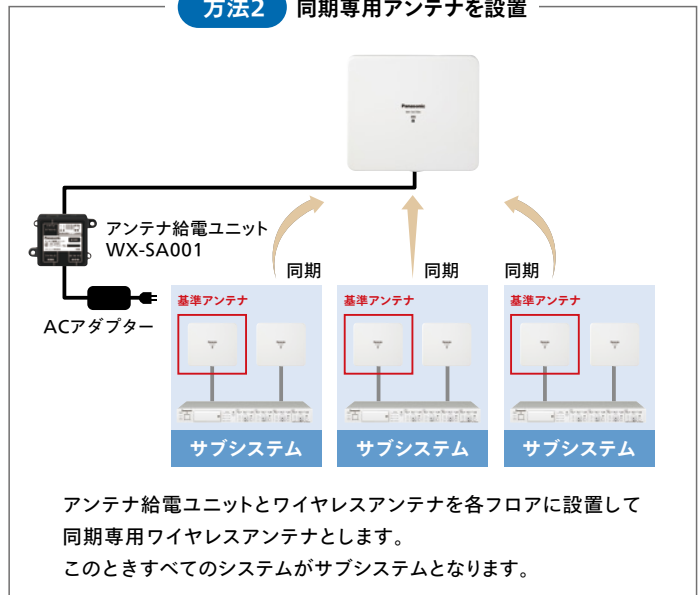 方法2 同期専用アンテナを設置
Panasonic
アンテナ給電ユニット
WX-SA001
同期 同期 同期
ACアダプター
基準アンテナ 基準アンテナ 基準アンテナ
サブシステム サブシステム サブシステム
アンテナ給電ユニットとワイヤレスアンテナを各フロアに設置して
同期専用ワイヤレスアンテナとします。
このときすべてのシステムがサブシステムとなります。